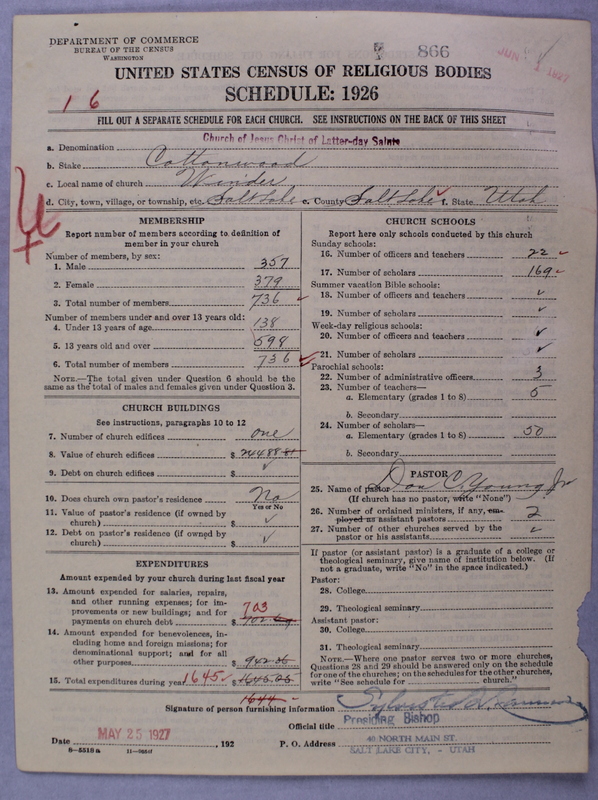 866
JUN 1 1927
DEPARTMENT OF COMMERCE
BUREAU OF THE CENSUS
WASHINGTON
UNITED STATES CENSUS OF RELIGIOUS BODIES
SCHEDULE: 1926
1 6
FILL OUT A SEPARATE SCHEDULE FOR EACH CHURCH. SEE INSTRUCTIONS ON THE BACK OF THIS SHEET
a. Denomination Church of Jesus Christ of Latter-day Saints
b. Stake Cottonwood
c. Local name of church Winder
d. City, town, village, or township, etc. Salt Lake e. County Salt Lake f. State Utah
MEMBERSHIP
Report number of members according to definition of
member in your church
Number of members, by sex:
1. Male 357
2. Female 379
3. Total number of members 736
Number of members under and over 13 years old:
4. Under 13 years of age 138
5. 13 years old and over 598
6. Total number of members 736
NOTE.—The total given under Question 6 should be the
same as the total of males and females given under Question 3.
CHURCH BUILDINGS
See instructions, paragraphs 10 to 12
7. Number of church edifices one
8. Value of church edifices $
9. Debt on church edifices $
10. Does church own pastor's residence No
Yes or No
11. Value of pastor's residence (if owned by
church) $
12. Debt on pastor's residence (if owned by
church) $
EXPENDITURES
Amount expended by your church during last fiscal year
13. Amount expended for salaries, repairs,
and other running expenses; for im-
provements or new buildings; and for
payments on church debt $ 703
14. Amount expended for benevolences, in-
cluding home and foreign missions; for
denominational support; and for all
other purposes $ 942
15. Total expenditures during year 1645 $
1644
CHURCH SCHOOLS
Report here only schools conducted by this church
Sunday schools:
16. Number of officers and teachers 22
17. Number of scholars 169
Summer vacation Bible schools:
18. Number of officers and teachers
19. Number of scholars
Week-day religious schools:
20. Number of officers and teachers
21. Number of scholars
Parochial schools:
22. Number of administrative officers 3
23. Number of teachers—
a. Elementary (grades 1 to 8)
b. Secondary
24. Number of scholars—
a. Elementary (grades 1 to 8) 50
b. Secondary
PASTOR
25. Name of pastor Don C. Young Jr
(If church has no pastor, write "None")
26. Number of ordained ministers, if any, em-
ployed as assistant pastors 2
27. Number of other churches served by the
pastor or his assistants
If pastor (or assistant pastor) is a graduate of a college or
theological seminary, give name of institution below. (If
not a graduate, write "No" in the space indicated.)
Pastor:
28. College
29. Theological seminary
Assistant pastor:
30. College
31. Theological seminary
NOTE.—Where one pastor serves two or more churches,
Questions 28 and 29 should be answered only on the schedule
for one of the churches; on the schedules for the other churches,
write "See schedule for church."
Signature of person furnishing information
Official title Presiding Bishop
Date MAY 25 1927, 192 P. O. Address 40 NORTH MAIN ST.
SALT LAKE CITY, - UTAH
8-5518 a